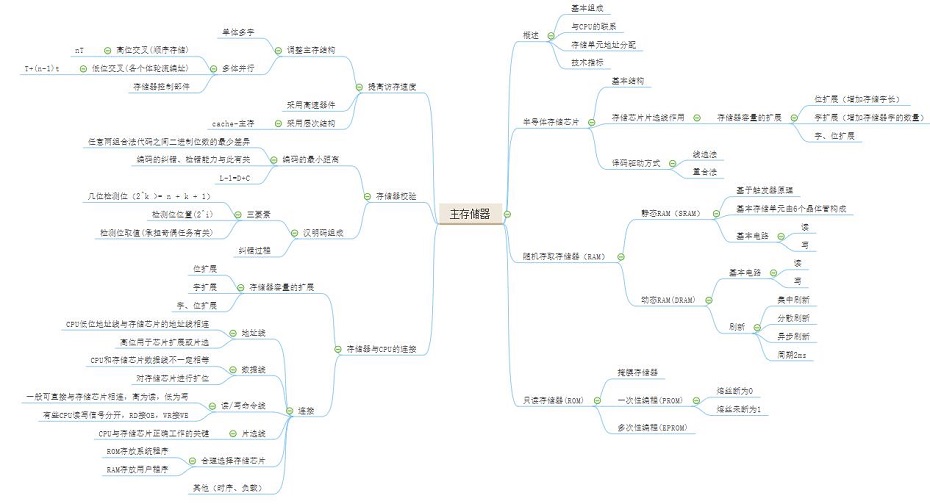 主存储器
概述
基本组成
与CPU的联系
存储单元地址分配
技术指标
半导体存储芯片
基本结构
存储芯片片选线作用
存储器容量的扩展
位扩展（增加存储字长）
字扩展（增加存储器字的数量）
字、位扩展
译码驱动方式
线选法
重合法
随机存取存储器（RAM）
静态RAM（SRAM）
基于触发器原理
基本存储单元由6个晶体管构成
基本电路
读
写
动态RAM(DRAM)
基本电路
读
写
刷新
集中刷新
分散刷新
异步刷新
周期2ms
只读存储器(ROM)
掩膜存储器
一次性编程(PROM)
熔丝断为0
熔丝未断为1
多次性编程(EPROM)
提高访存速度
调整主存结构
单体多字
多体并行
高位交叉(顺序存储)
nT
低位交叉(各个体轮流编址)
T+(n-1)t
存储器控制部件
采用高速器件
采用层次结构
cache-主存
存储器校验
编码的最小距离
任意两组合法代码之间二进制位数的最少差异
编码的纠错、检错能力与此有关
L-1=D+C
汉明码组成
三要素
几位检测位（2^k >= n + k + 1）
检测位位置(2^i)
检测位取值(承担奇偶任务有关)
纠错过程
存储器与CPU的连接
存储器容量的扩展
位扩展
字扩展
字、位扩展
连接
地址线
CPU低位地址线与存储芯片的地址线相连
高位用于芯片扩展或片选
数据线
CPU和存储芯片数据线不一定相等
对存储芯片进行扩位
读/写命令线
一般可直接与存储芯片相连，高为读，低为写
有些CPU读写信号分开，RD接OE，WR接WE
片选线
CPU与存储芯片正确工作的关键
合理选择存储芯片
ROM存放系统程序
RAM存放用户程序
其他（时序、负载）